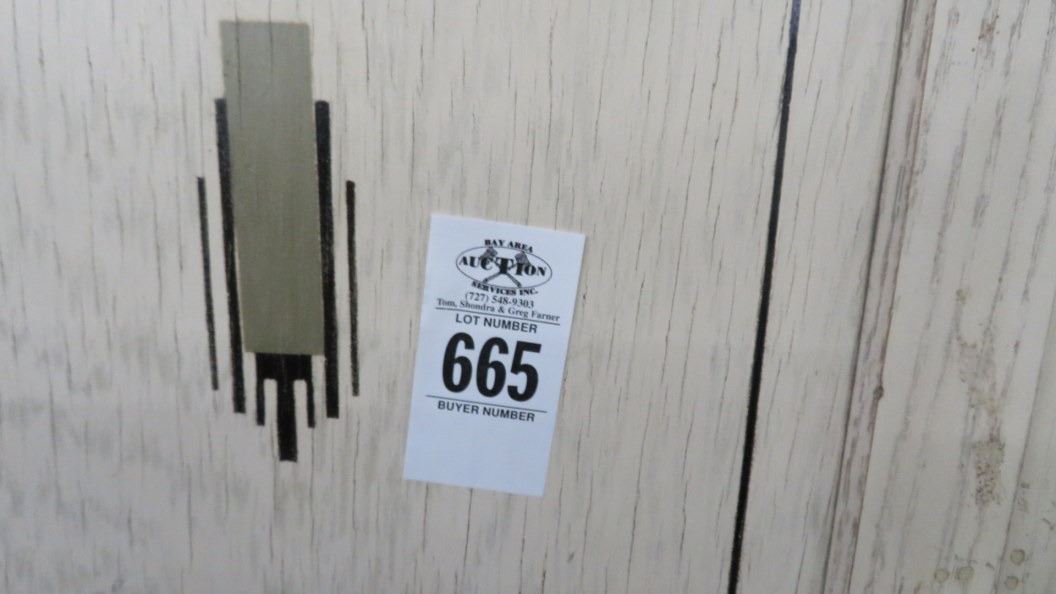 BAY AREA
AUCTION
SERVICES INC.
(727) 548-9303
Tom, Shondra & Greg Farner
LOT NUMBER
665
BUYER NUMBER